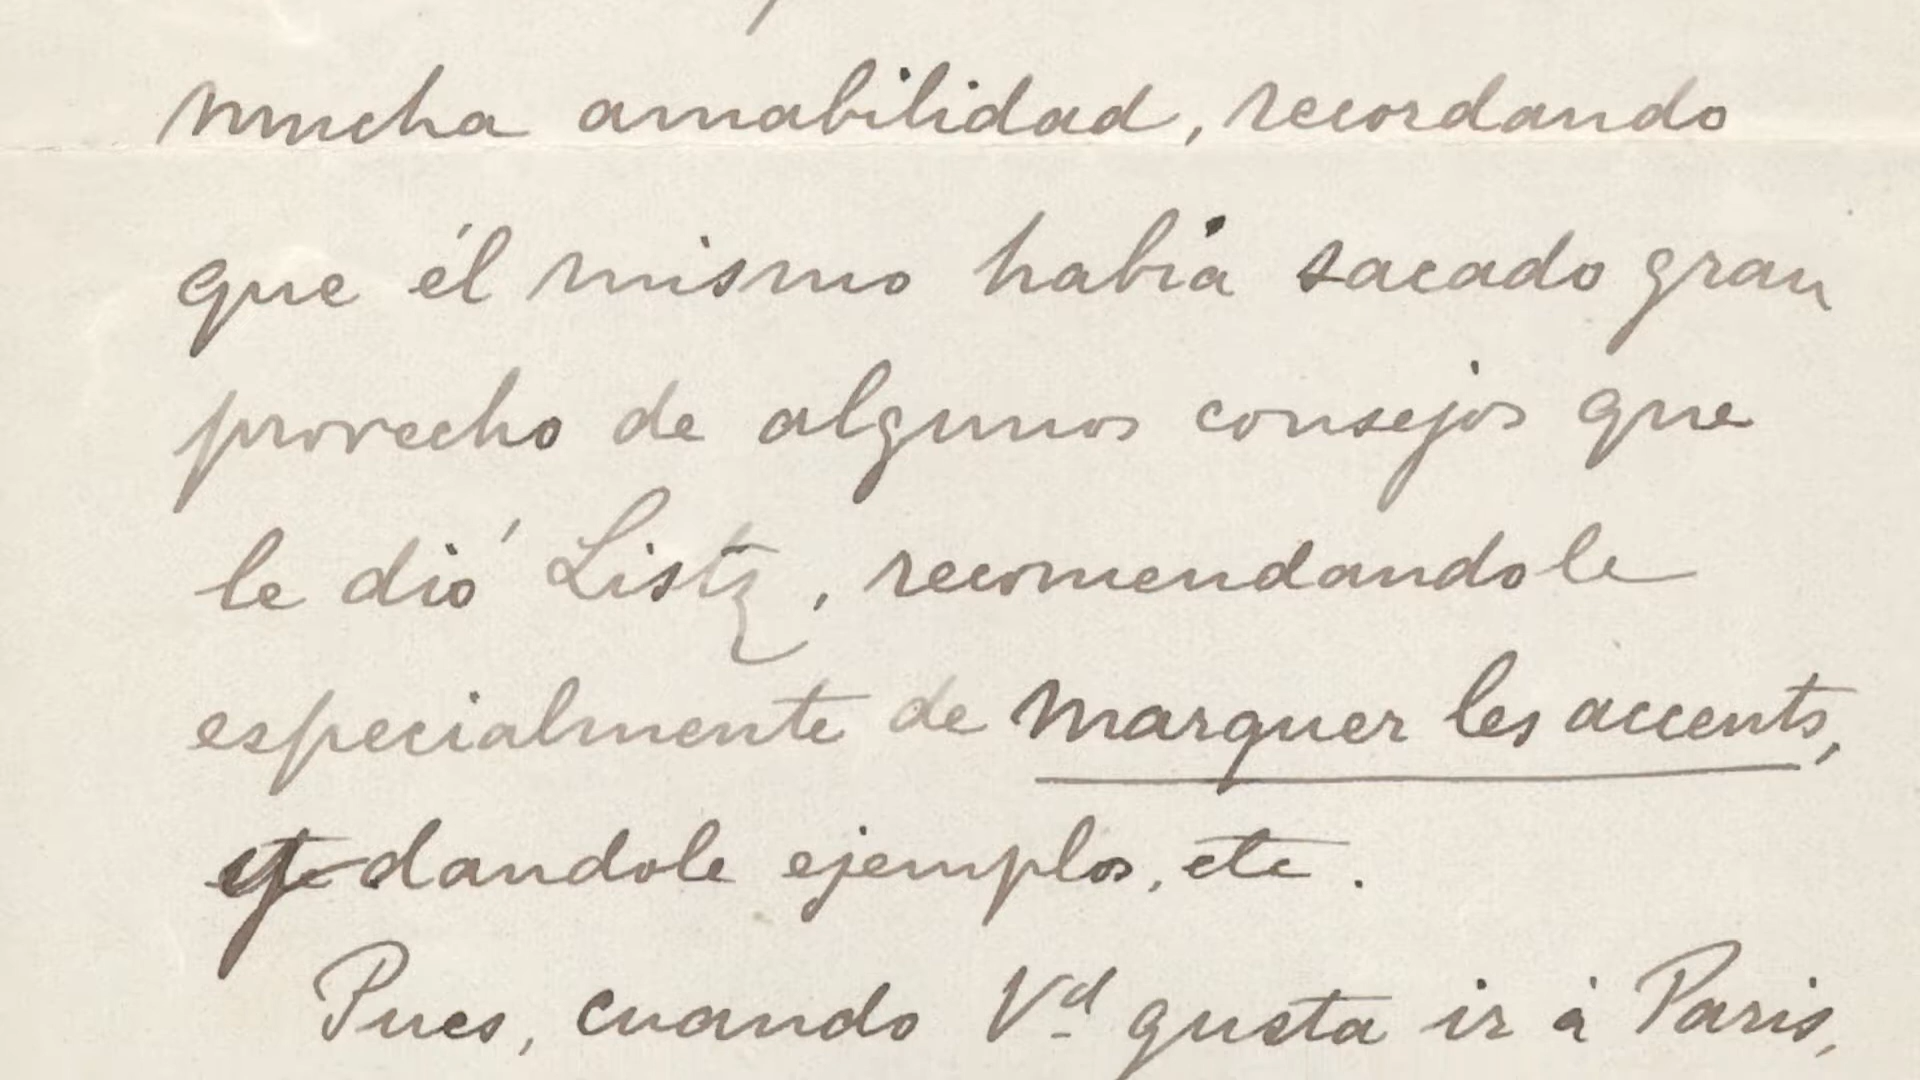 mucha amabilidad, recordando
que él mismo habia sacado gran
provecho de algunos consejos que
le dió Listz, recomendandole
especialmente de marquer les accents,
y dandole ejemplos, etc.
Pues, cuando Vd gusta ir á Paris,